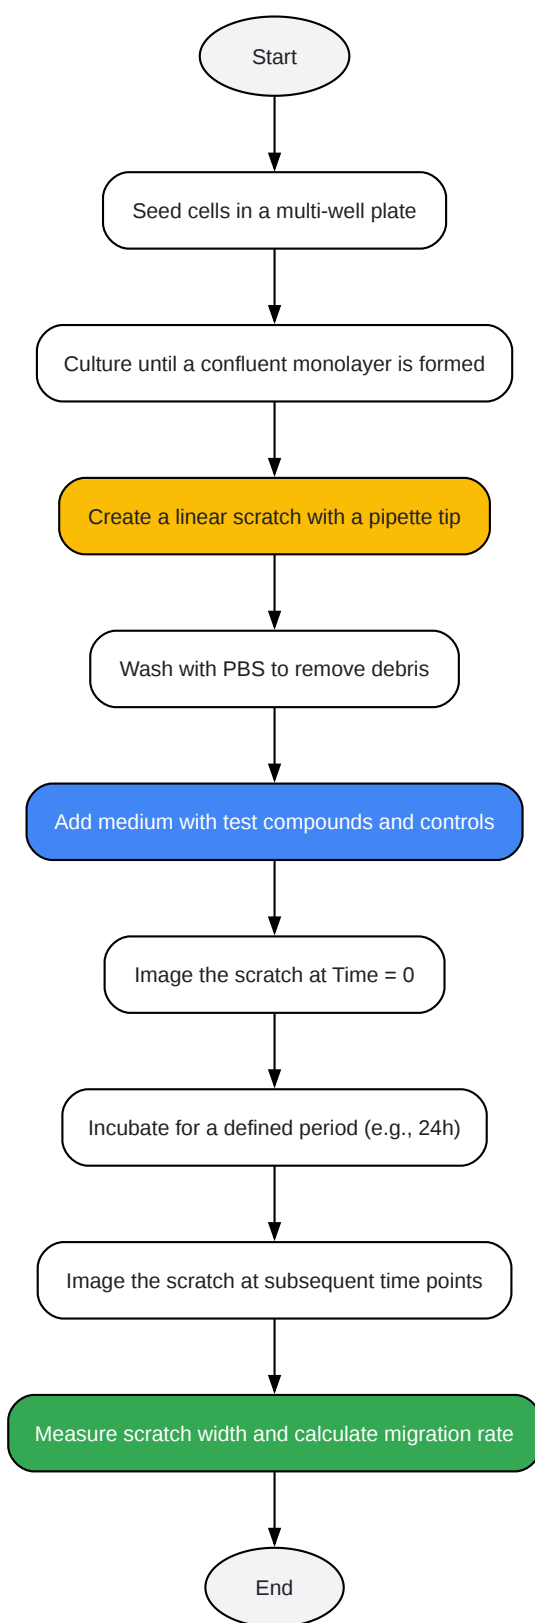 Start
Seed cells in a multi-well plate
Culture until a confluent monolayer is formed
Create a linear scratch with a pipette tip
Wash with PBS to remove debris
Add medium with test compounds and controls
Image the scratch at Time = 0
Incubate for a defined period (e.g., 24h)
Image the scratch at subsequent time points
Measure scratch width and calculate migration rate
End